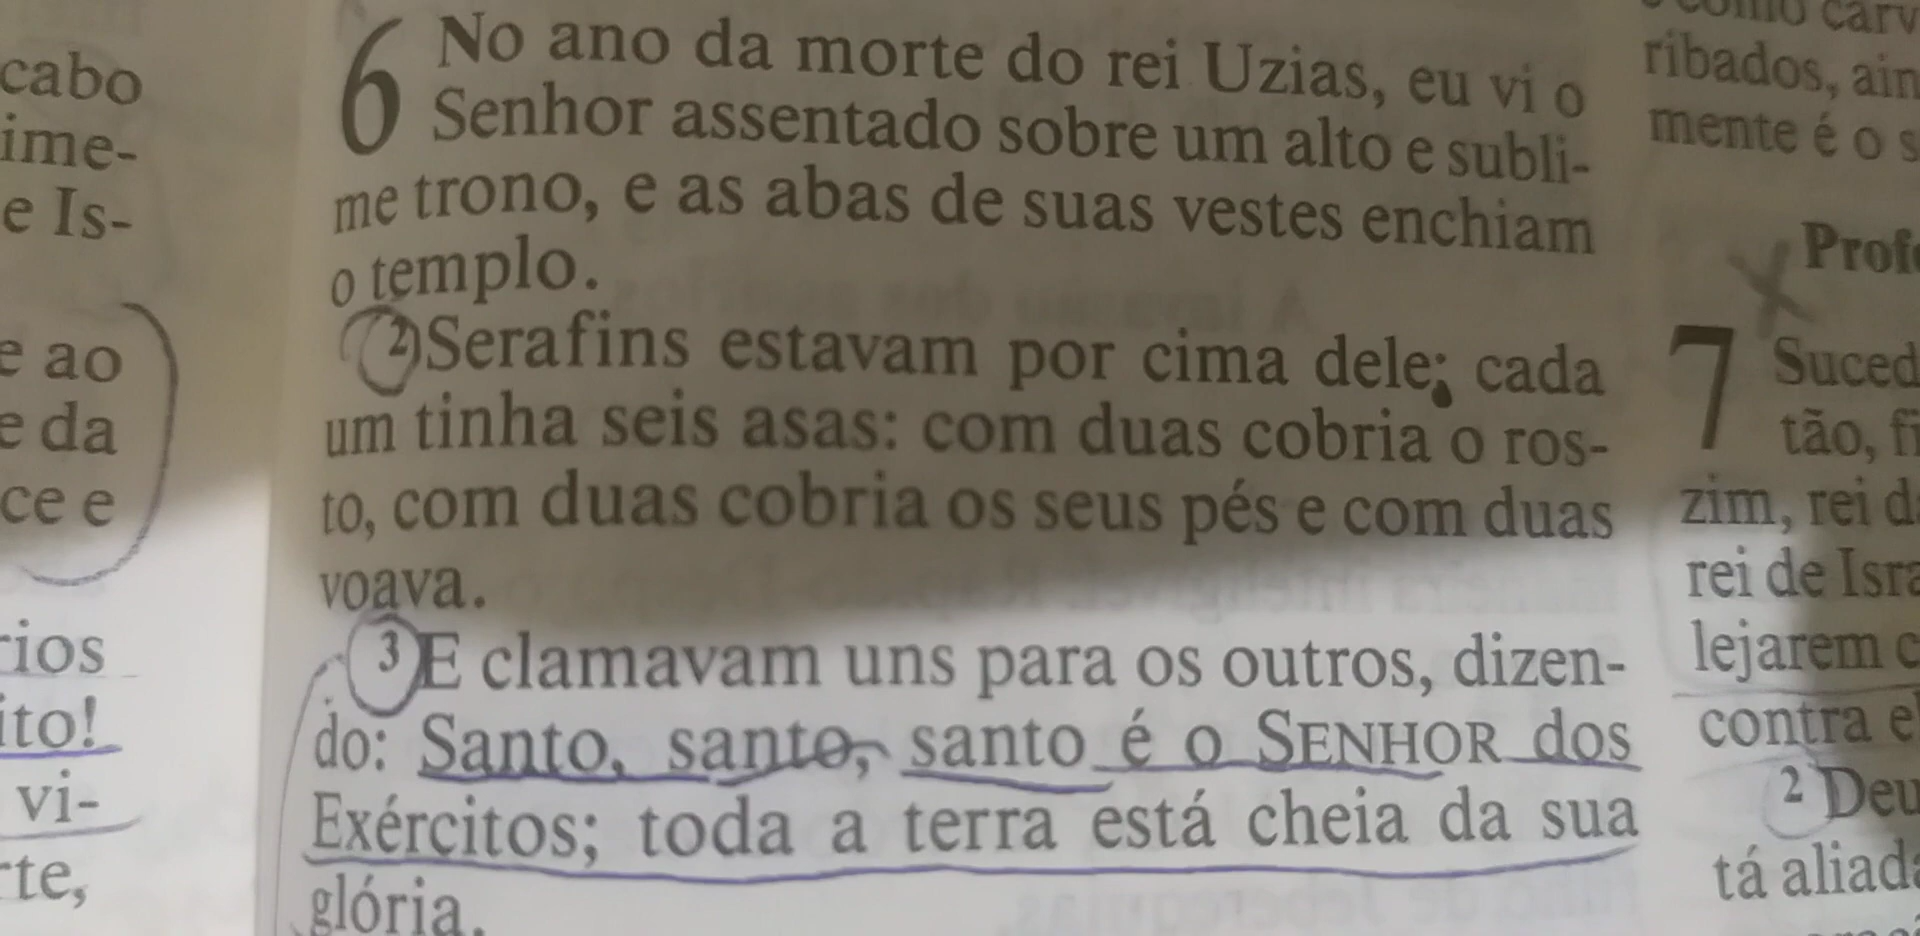 cabo
ime-
e Is-
e ao
e da
ce e
ito!
vi-
6 No ano da morte do rei Uzias, eu vi o
Senhor assentado sobre um alto e subli-
me trono, e as abas de suas vestes enchiam
o templo.
2 Serafins estavam por cima dele; cada
um tinha seis asas: com duas cobria o ros-
to, com duas cobria os seus pés e com duas
voava.
3 E clamavam uns para os outros, dizen-
do: Santo, santo, santo é o SENHOR dos
Exércitos; toda a terra está cheia da sua
glória.
ribados, ain
mente é o s
Prof
7 Suced
tão, fi
zim, rei d
rei de Isra
lejarem c
contra e
2 Deu
tá aliad